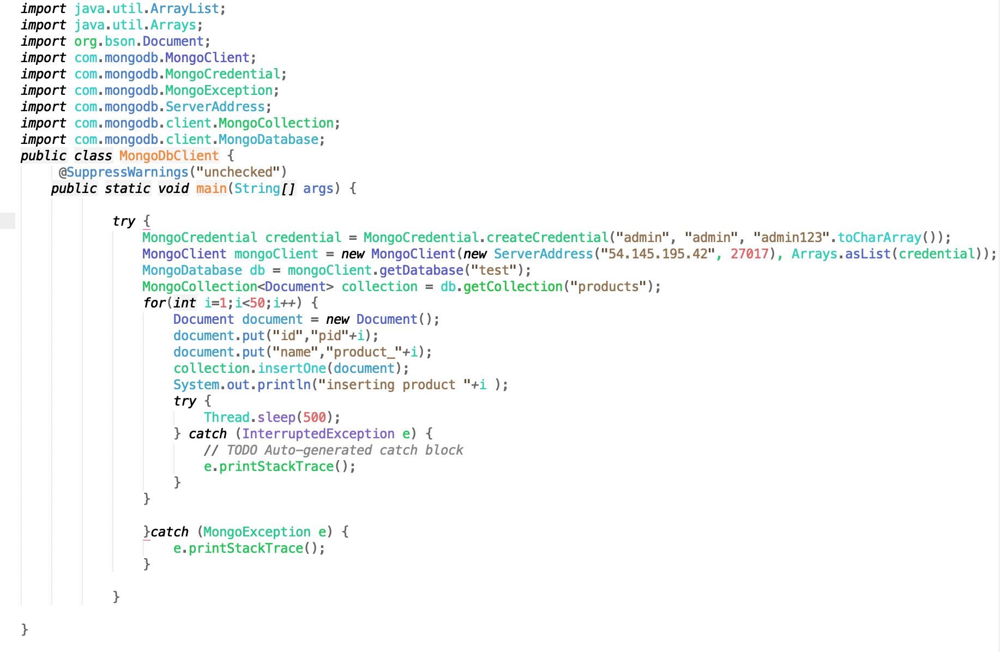 import java.util.ArrayList;
import java.util.Arrays;
import org.bson.Document;
import com.mongodb.MongoClient;
import com.mongodb.MongoCredential;
import com.mongodb.MongoException;
import com.mongodb.ServerAddress;
import com.mongodb.client.MongoCollection;
import com.mongodb.client.MongoDatabase;
public class MongoDbClient {
@SuppressWarnings("unchecked")
public static void main(String[] args) {
try {
MongoCredential credential = MongoCredential.createCredential("admin", "admin", "admin123".toCharArray());
MongoClient mongoClient = new MongoClient(new ServerAddress("54.145.195.42", 27017), Arrays.asList(credential));
MongoDatabase db = mongoClient.getDatabase("test");
MongoCollection<Document> collection = db.getCollection("products");
for(int i=1;i<50;i++) {
Document document = new Document();
document.put("id","pid"+i);
document.put("name","product_"+i);
collection.insertOne(document);
System.out.println("inserting product "+i );
try {
Thread.sleep(500);
} catch (InterruptedException e) {
// TODO Auto-generated catch block
e.printStackTrace();
}
}
}catch (MongoException e) {
e.printStackTrace();
}
}
}